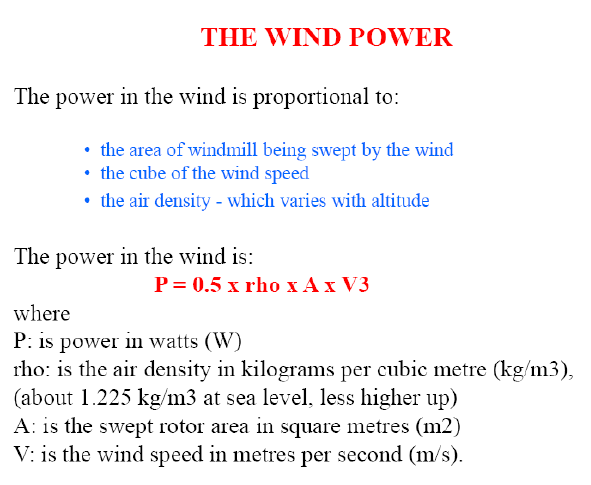 THE WIND POWER
The power in the wind is proportional to:
• the area of windmill being swept by the wind
• the cube of the wind speed
• the air density - which varies with altitude
The power in the wind is:
P = 0.5 x rho x A x V3
where
P: is power in watts (W)
rho: is the air density in kilograms per cubic metre (kg/m3),
(about 1.225 kg/m3 at sea level, less higher up)
A: is the swept rotor area in square metres (m2)
V: is the wind speed in metres per second (m/s).